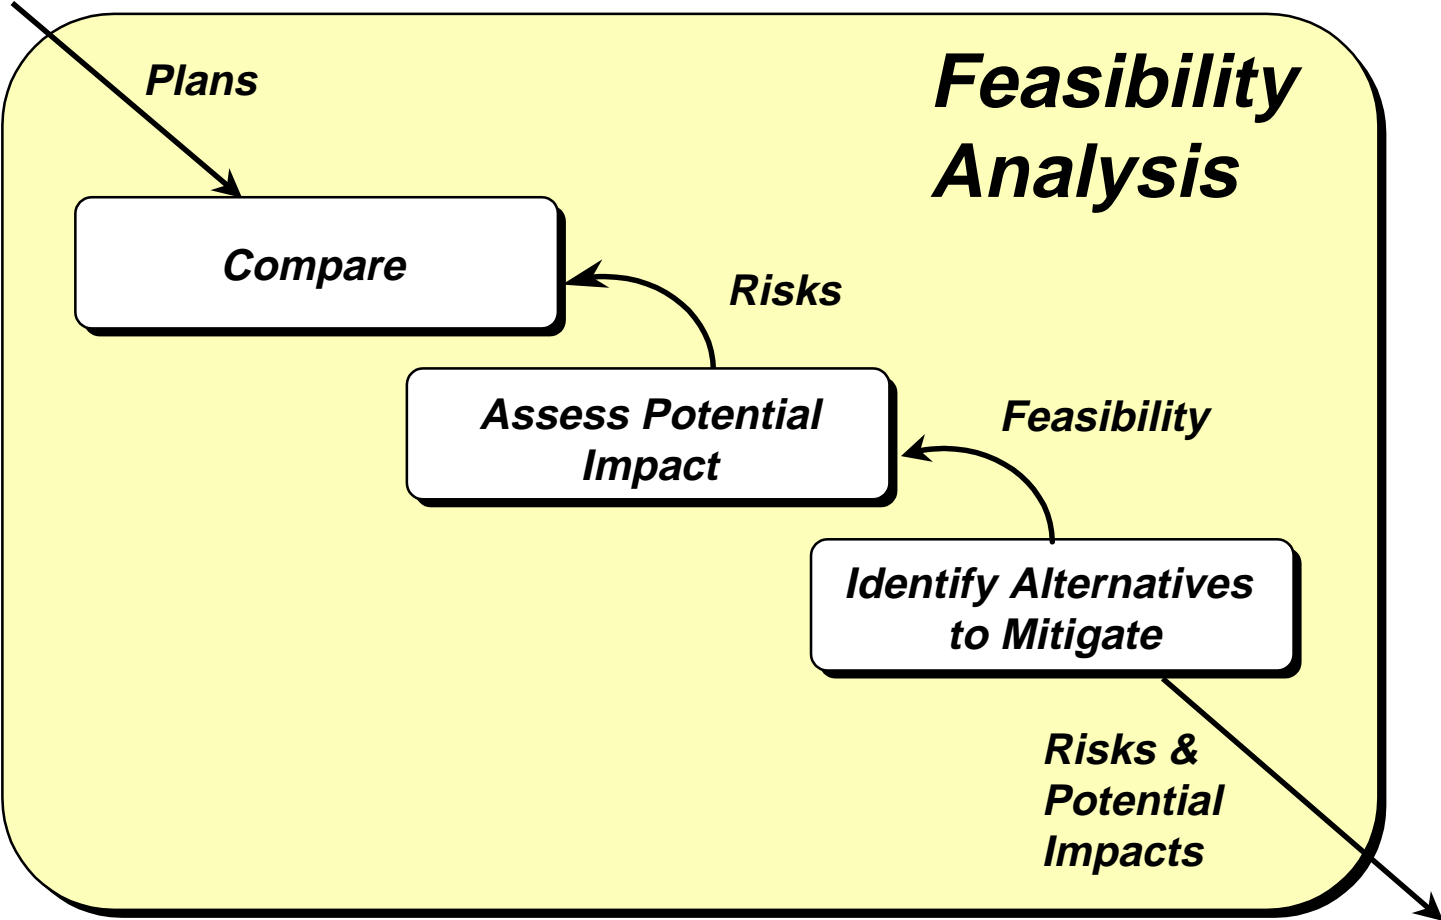 Plans
Feasibility
Analysis
Compare
Risks
Assess Potential
Impact
Feasibility
Identify Alternatives
to Mitigate
Risks &
Potential
Impacts